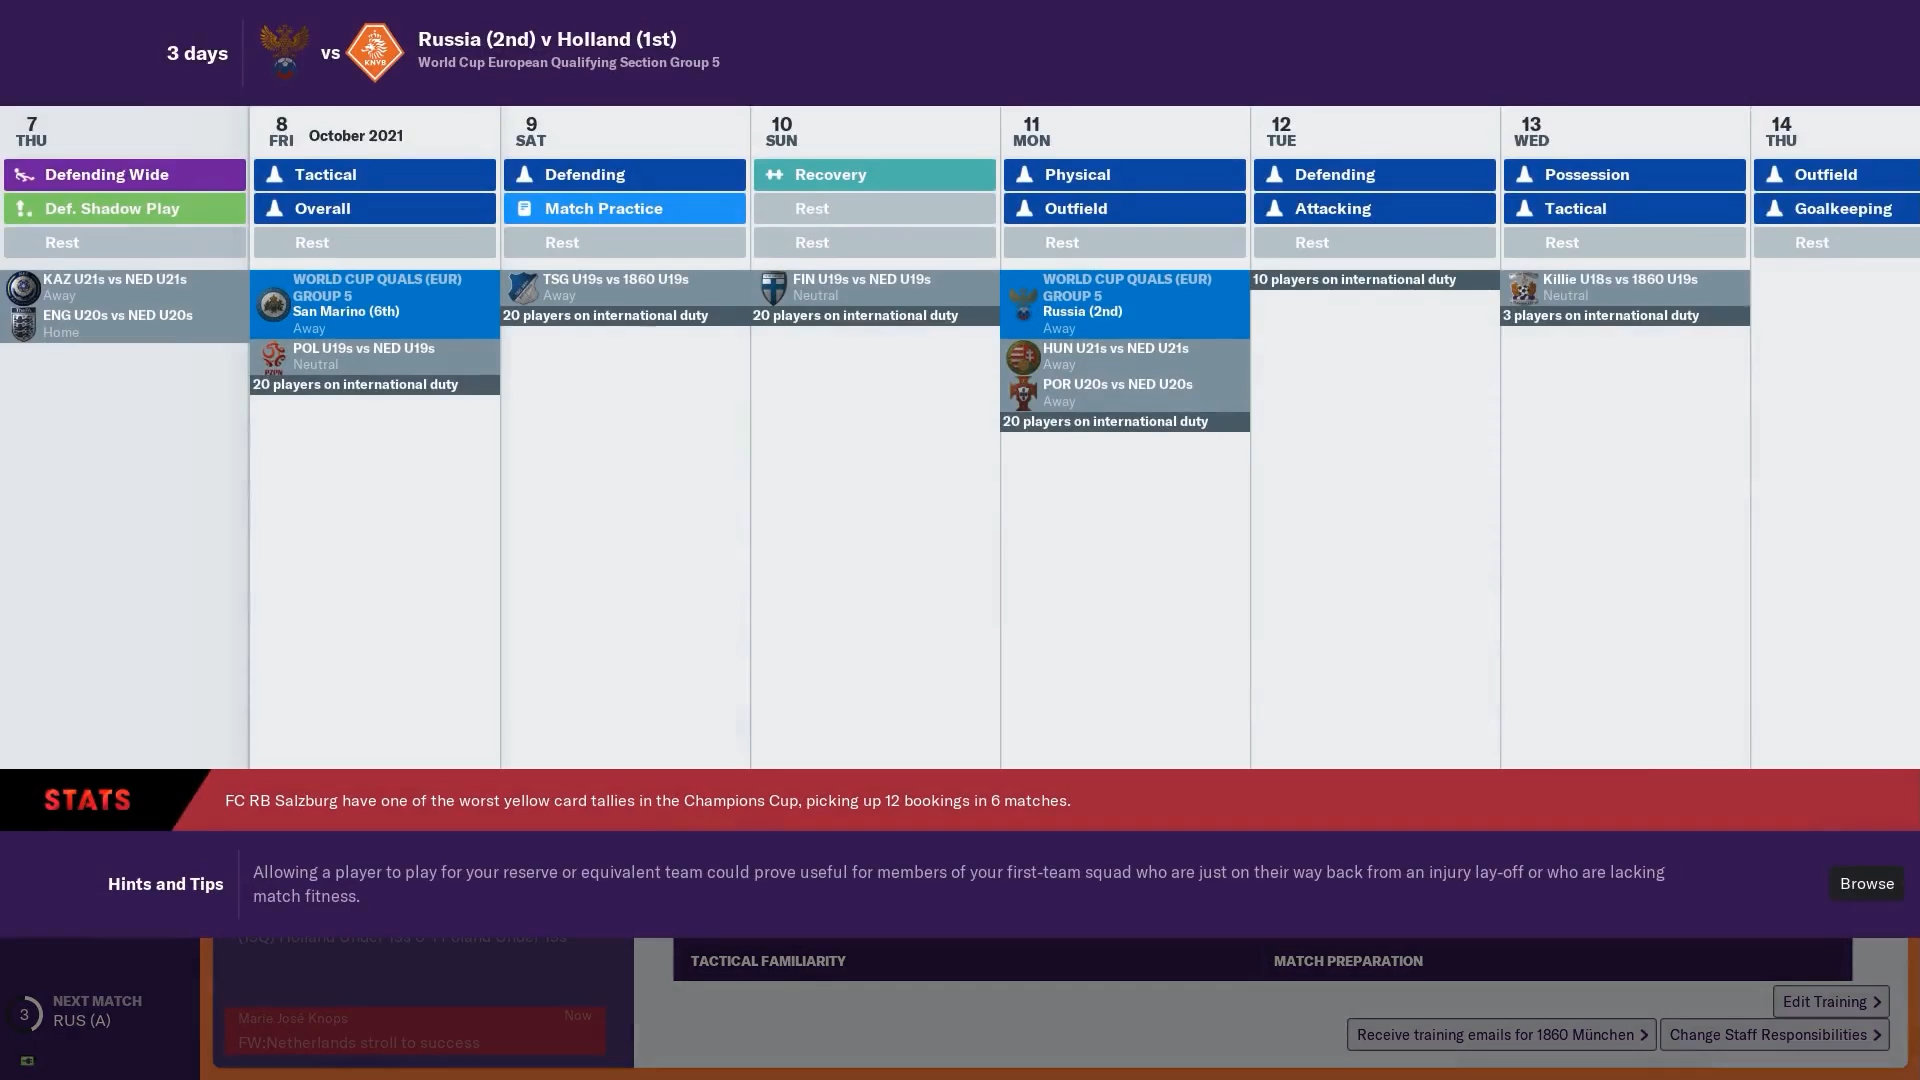 3 days
vs
KNVB
Russia (2nd) v Holland (1st)
World Cup European Qualifying Section Group 5
7
THU
Defending Wide
Def. Shadow Play
Rest
KAZ U21s vs NED U21s
Away
ENG U20s vs NED U20s
Home
8
FRI
October 2021
Tactical
Overall
Rest
WORLD CUP QUALS (EUR)
GROUP 5
San Marino (6th)
Away
POL U19s vs NED U19s
Neutral
PZPN
20 players on international duty
9
SAT
Defending
Match Practice
Rest
TSG U19s vs 1860 U19s
Away
20 players on international duty
10
SUN
Recovery
Rest
Rest
FIN U19s vs NED U19s
Neutral
20 players on international duty
11
MON
Physical
Outfield
Rest
WORLD CUP QUALS (EUR)
GROUP 5
Russia (2nd)
Away
HUN U21s vs NED U21s
Away
POR U20s vs NED U20s
Away
20 players on international duty
12
TUE
Defending
Attacking
Rest
10 players on international duty
13
WED
Possession
Tactical
Rest
Killie U18s vs 1860 U19s
Neutral
3 players on international duty
14
THU
Outfield
Goalkeeping
Rest
STATS
FC RB Salzburg have one of the worst yellow card tallies in the Champions Cup, picking up 12 bookings in 6 matches.
Hints and Tips
Allowing a player to play for your reserve or equivalent team could prove useful for members of your first-team squad who are just on their way back from an injury lay-off or who are lacking
match fitness.
Browse
TACTICAL FAMILIARITY
MATCH PREPARATION
3
NEXT MATCH
RUS (A)
Marie José Knops
Now
FW:Netherlands stroll to success
Edit Training
Receive training emails for 1860 München
Change Staff Responsibilities